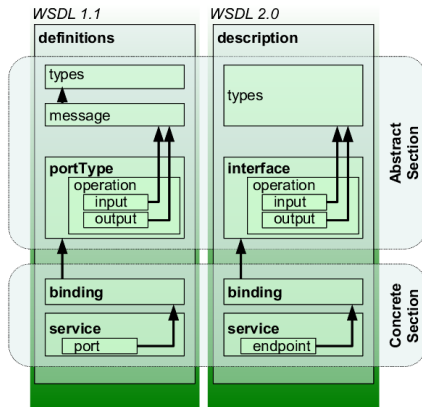 WSDL 1.1
definitions
types
message
portType
operation
input
output
binding
service
port
WSDL 2.0
description
types
interface
operation
input
output
binding
service
endpoint
Abstract
Section
Concrete
Section